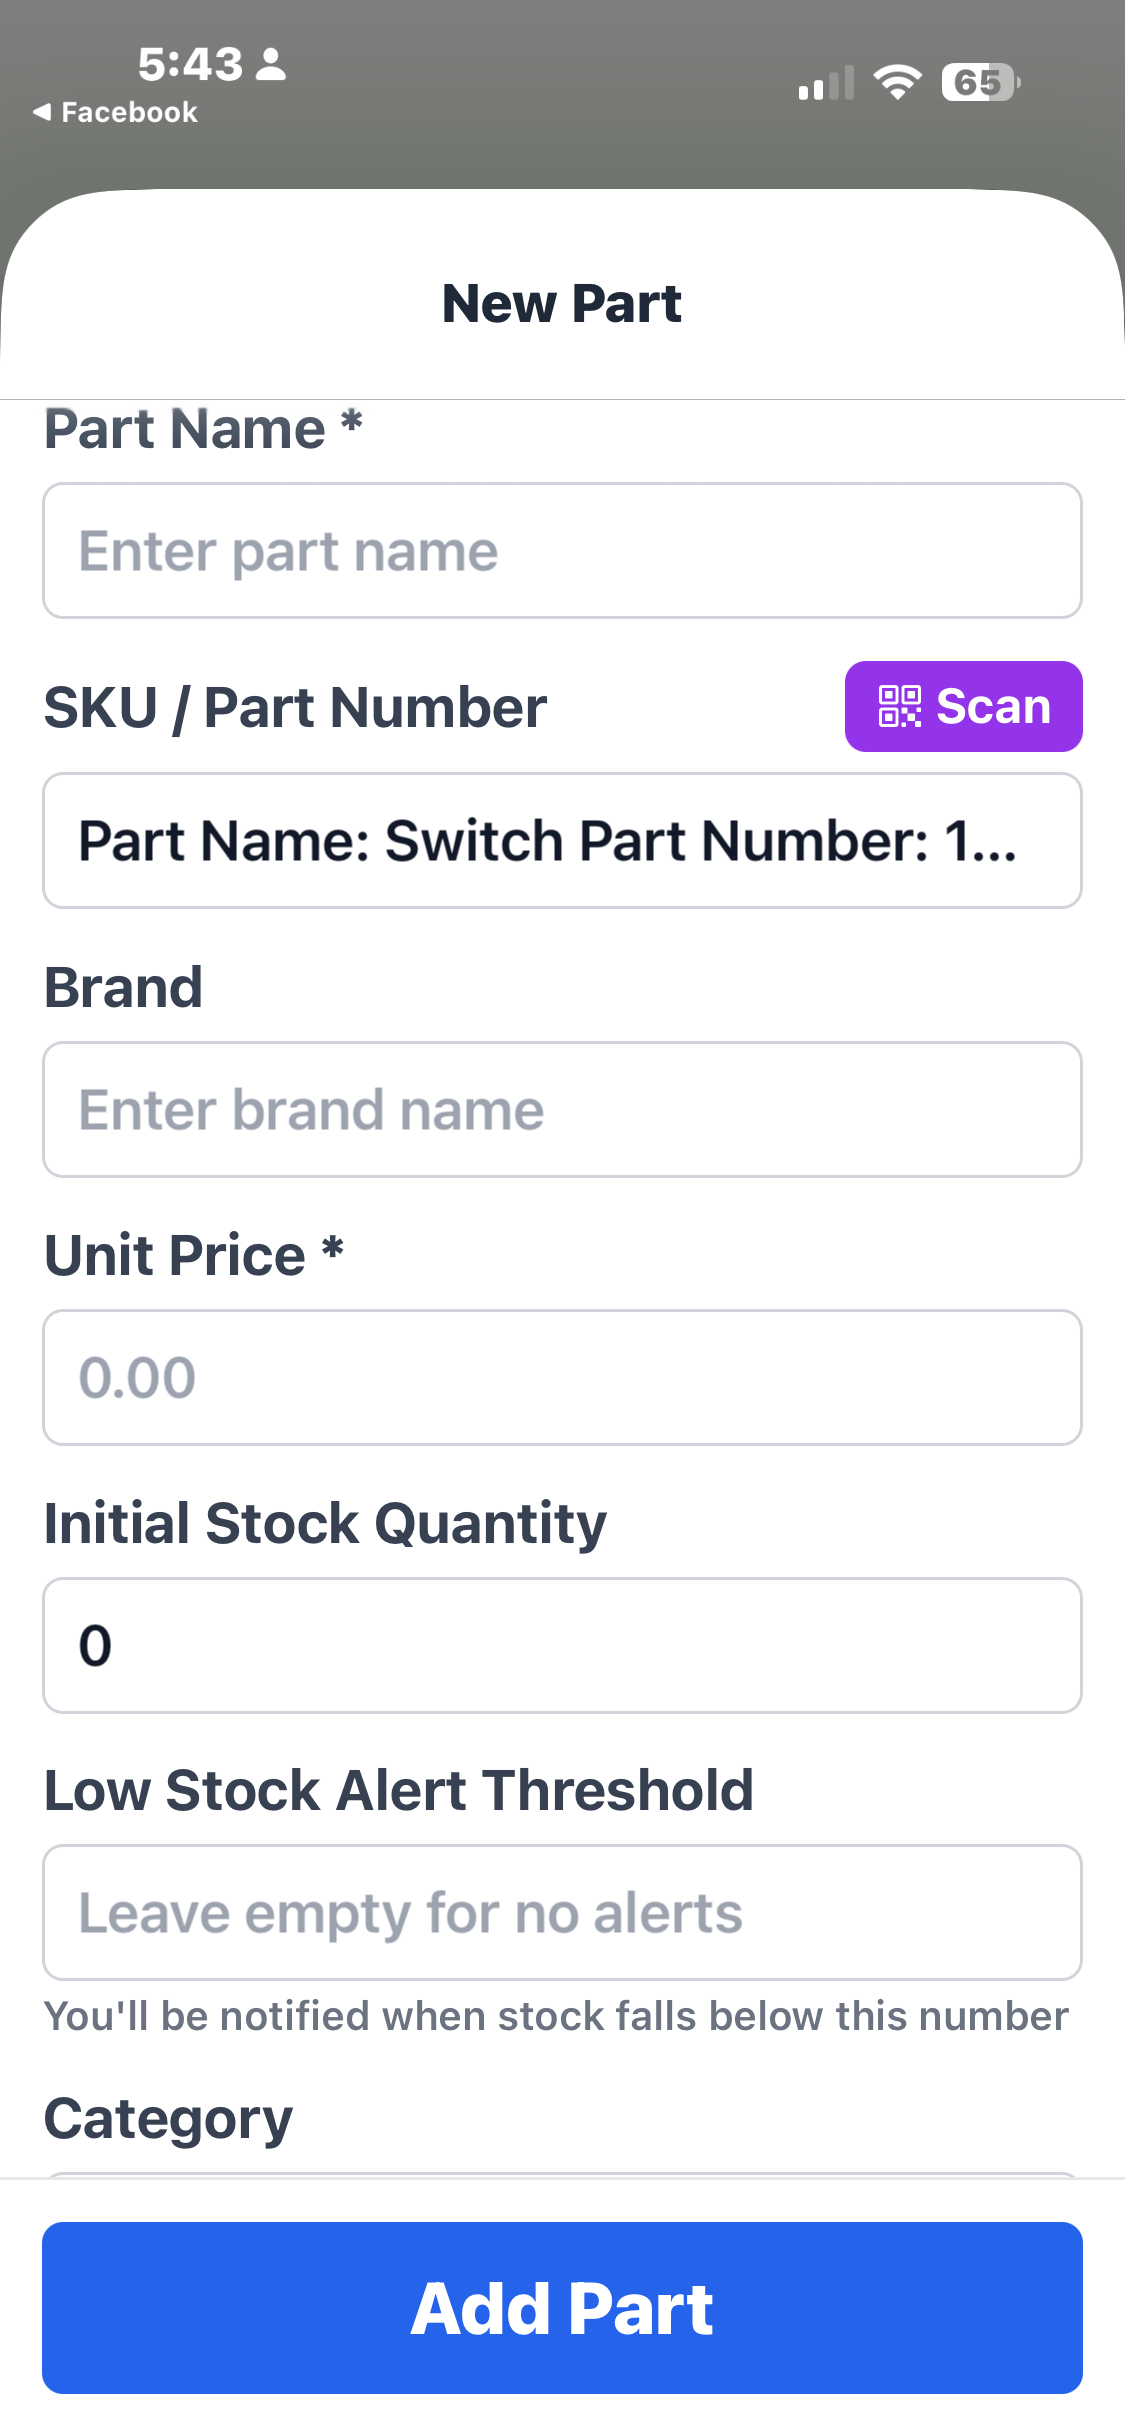 5:43
65
Facebook
New Part
Part Name *
Enter part name
SKU / Part Number
Scan
Part Name: Switch Part Number: 1...
Brand
Enter brand name
Unit Price *
0.00
Initial Stock Quantity
0
Low Stock Alert Threshold
Leave empty for no alerts
You'll be notified when stock falls below this number
Category
Add Part